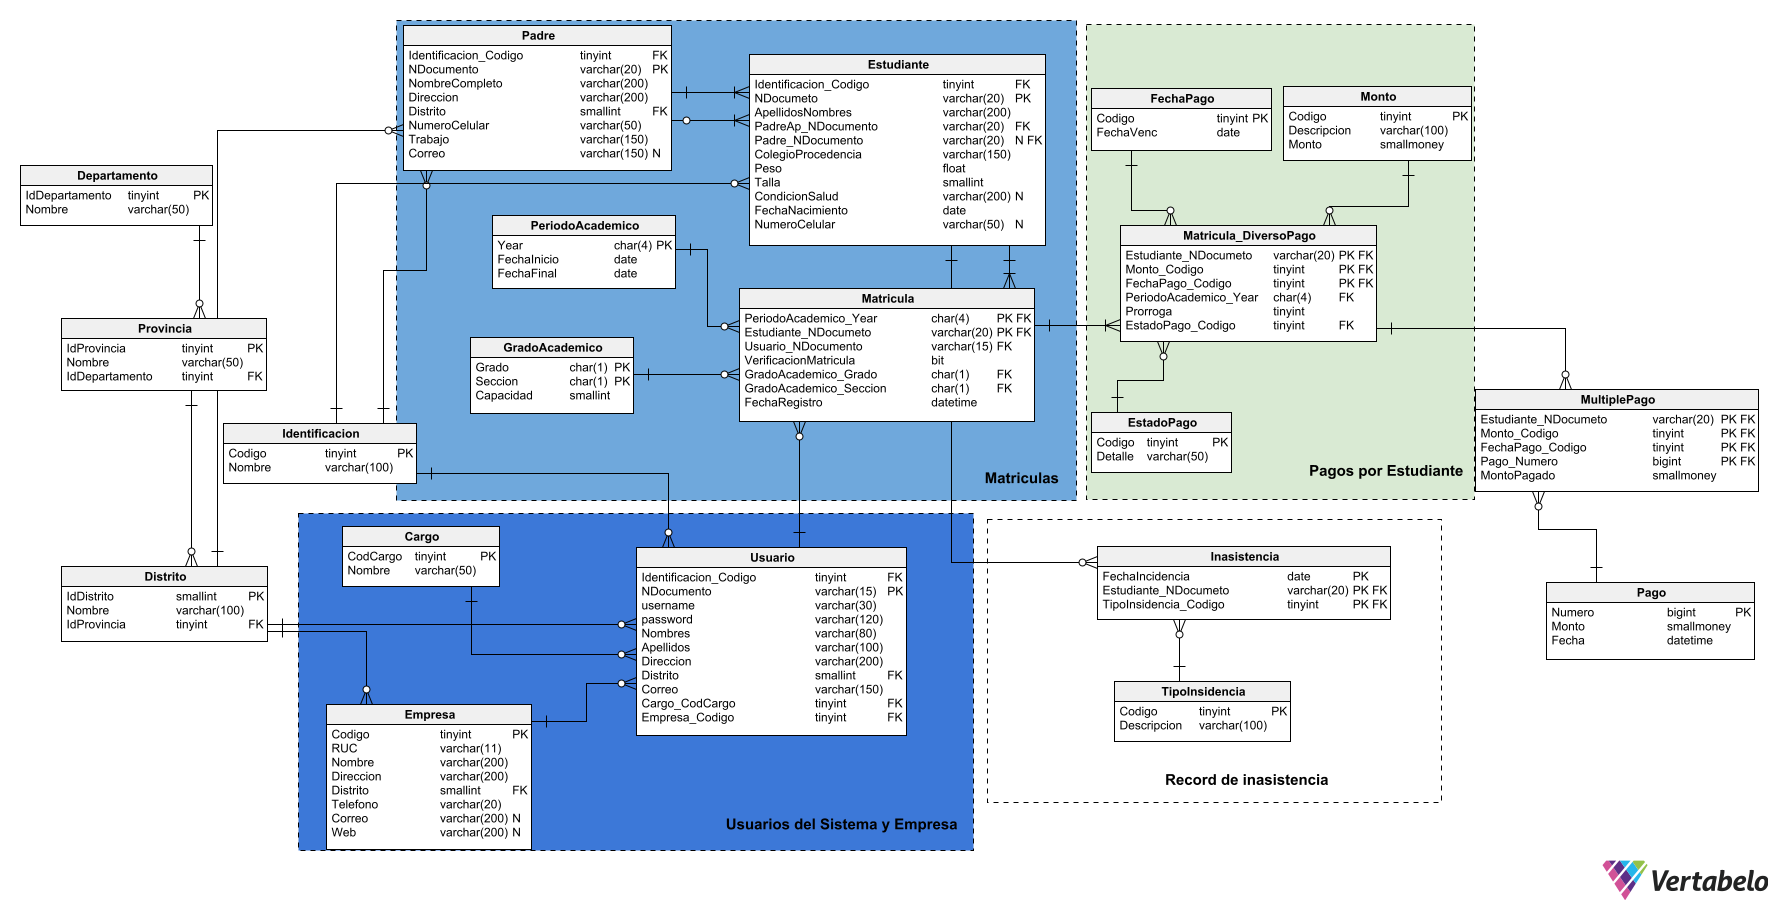 Padre
Identificacion_Codigo tinyint FK
NDocumento varchar(20) PK
NombreCompleto varchar(200)
Direccion varchar(200)
Distrito smallint FK
NumeroCelular varchar(50)
Trabajo varchar(150)
Correo varchar(150) N
Estudiante
Identificacion_Codigo tinyint FK
NDocumeto varchar(20) PK
ApellidosNombres varchar(200)
PadreAp_NDocumento varchar(20) FK
Padre_NDocumento varchar(20) N FK
ColegioProcedencia varchar(150)
Peso float
Talla smallint
CondicionSalud varchar(200) N
FechaNacimiento date
NumeroCelular varchar(50) N
FechaPago
Codigo tinyint PK
FechaVenc date
Monto
Codigo tinyint PK
Descripcion varchar(100)
Monto smallmoney
Departamento
IdDepartamento tinyint PK
Nombre varchar(50)
PeriodoAcademico
Year char(4) PK
FechaInicio date
FechaFinal date
Matricula_DiversoPago
Estudiante_NDocumeto varchar(20) PK FK
Monto_Codigo tinyint PK FK
FechaPago_Codigo tinyint PK FK
PeriodoAcademico_Year char(4) FK
Prorroga tinyint
EstadoPago_Codigo tinyint FK
Provincia
IdProvincia tinyint PK
Nombre varchar(50)
IdDepartamento tinyint FK
GradoAcademico
Grado char(1) PK
Seccion char(1) PK
Capacidad smallint
Matricula
PeriodoAcademico_Year char(4) PK FK
Estudiante_NDocumeto varchar(20) PK FK
Usuario_NDocumento varchar(15) FK
VerificacionMatricula bit
GradoAcademico_Grado char(1) FK
GradoAcademico_Seccion char(1) FK
FechaRegistro datetime
Identificacion
Codigo tinyint PK
Nombre varchar(100)
Matriculas
EstadoPago
Codigo tinyint PK
Detalle varchar(50)
Pagos por Estudiante
MultiplePago
Estudiante_NDocumeto varchar(20) PK FK
Monto_Codigo tinyint PK FK
FechaPago_Codigo tinyint PK FK
Pago_Numero bigint PK FK
MontoPagado smallmoney
Distrito
IdDistrito smallint PK
Nombre varchar(100)
IdProvincia tinyint FK
Cargo
CodCargo tinyint PK
Nombre varchar(50)
Usuario
Identificacion_Codigo tinyint FK
NDocumento varchar(15) PK
username varchar(30)
password varchar(120)
Nombres varchar(80)
Apellidos varchar(100)
Direccion varchar(200)
Distrito smallint FK
Correo varchar(150)
Cargo_CodCargo tinyint FK
Empresa_Codigo tinyint FK
Empresa
Codigo tinyint PK
RUC varchar(11)
Nombre varchar(200)
Direccion varchar(200)
Distrito smallint FK
Telefono varchar(20)
Correo varchar(200) N
Web varchar(200) N
Usuarios del Sistema y Empresa
Inasistencia
FechaIncidencia date PK
Estudiante_NDocumeto varchar(20) PK FK
TipoInsidencia_Codigo tinyint PK FK
TipoInsidencia
Codigo tinyint PK
Descripcion varchar(100)
Record de inasistencia
Pago
Numero bigint PK
Monto smallmoney
Fecha datetime
Vertabelo